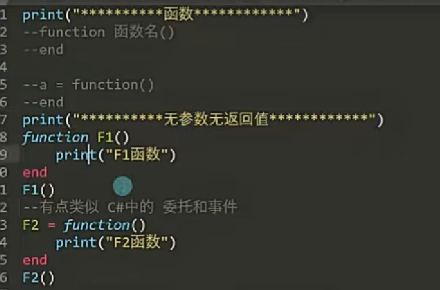 1 print("**********函数************")
2 --function 函数名()
3 --end
4
5 --a = function()
6 --end
7 print("**********无参数无返回值************")
8 function F1()
9     print("F1函数")
0 end
1 F1()
2 --有点类似 C#中的 委托和事件
3 F2 = function()
4     print("F2函数")
5 end
6 F2()